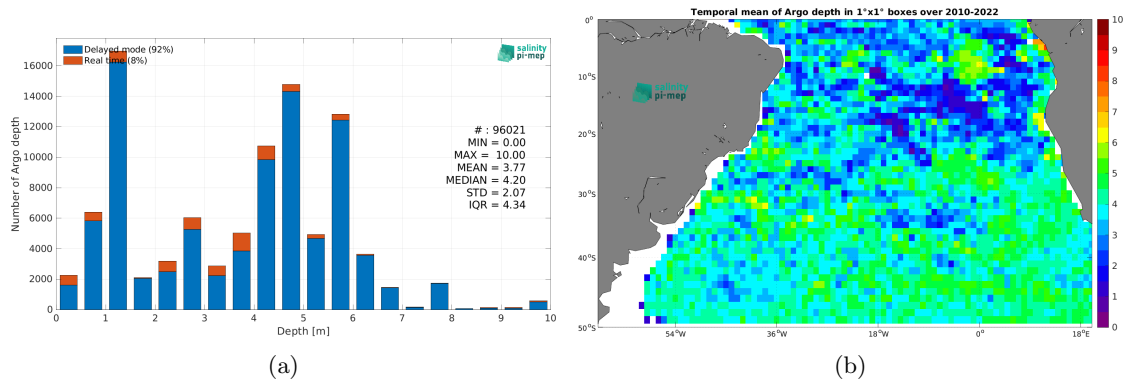 Delayed mode (92%)
Real time (8%)
salinity
pi-mep
16000
14000
12000
10000
8000
6000
4000
2000
0
Number of Argo depth
# : 96021
MIN = 0.00
MAX = 10.00
MEAN = 3.77
MEDIAN = 4.20
STD = 2.07
IQR = 4.34
0 1 2 3 4 5 6 7 8 9 10
Depth [m]
(a)
Temporal mean of Argo depth in 1°x1° boxes over 2010-2022
0°
10°S
20°S
30°S
40°S
50°S
salinity
pi-mep
54°W 36°W 18°W 0° 18°E
10
9
8
7
6
5
4
3
2
1
0
(b)